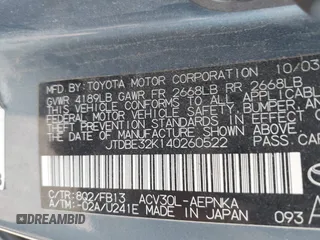 MFD. BY: TOYOTA MOTOR CORPORATION 10/03
GVWR 4189LB GAWR FR 2668LB RR 2668LB
THIS VEHICLE CONFORMS TO ALL APPLICABLE
FEDERAL MOTOR VEHICLE SAFETY, BUMPER, AND
THEFT PREVENTION STANDARDS IN EFFECT ON
THE DATE OF MANUFACTURE SHOWN ABOVE.
JTDBE32K140260522 PASS. CAR
C/TR: 8Q2/FB13 ACV30L-AEPNKA
A/TM: -02A/U241E MADE IN JAPAN 093